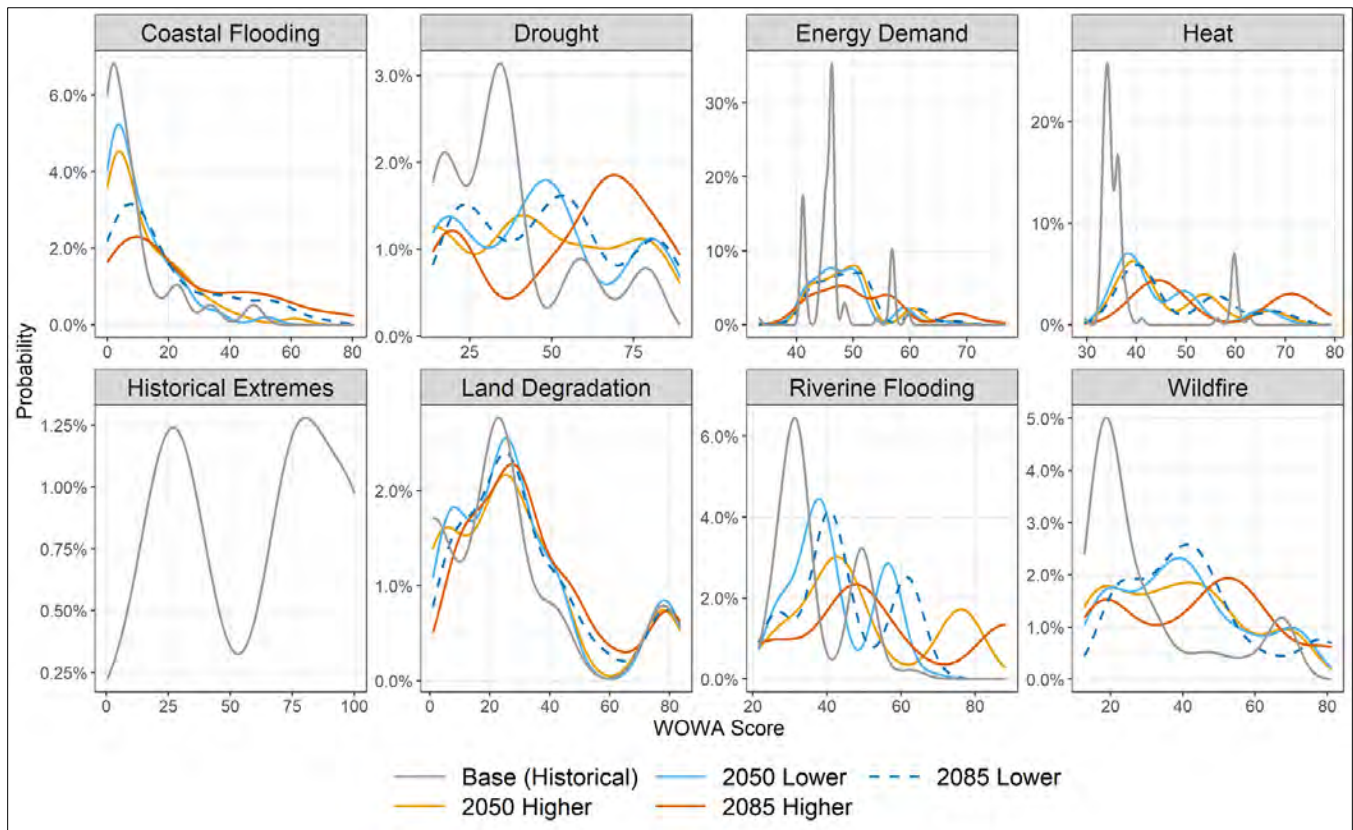 Coastal Flooding Drought Energy Demand Heat
6.0% 3.0% 30% 20%
4.0% 2.0% 20% 10%
2.0% 1.0% 10% 0%
0.0% 0.0% 0%
0 20 40 60 80 25 50 75 40 50 60 70 30 40 50 60 70 80
Probability
Historical Extremes Land Degradation Riverine Flooding Wildfire
1.25% 2.0% 6.0% 5.0%
1.00% 1.0% 4.0% 4.0%
0.75% 0.0% 2.0% 3.0%
0.50% 0.0% 2.0%
0.25% 1.0%
0.0%
0 25 50 75 100 0 20 40 60 80 20 40 60 80 20 40 60 80
WOWA Score
Base (Historical) 2050 Lower 2085 Lower
2050 Higher 2085 Higher